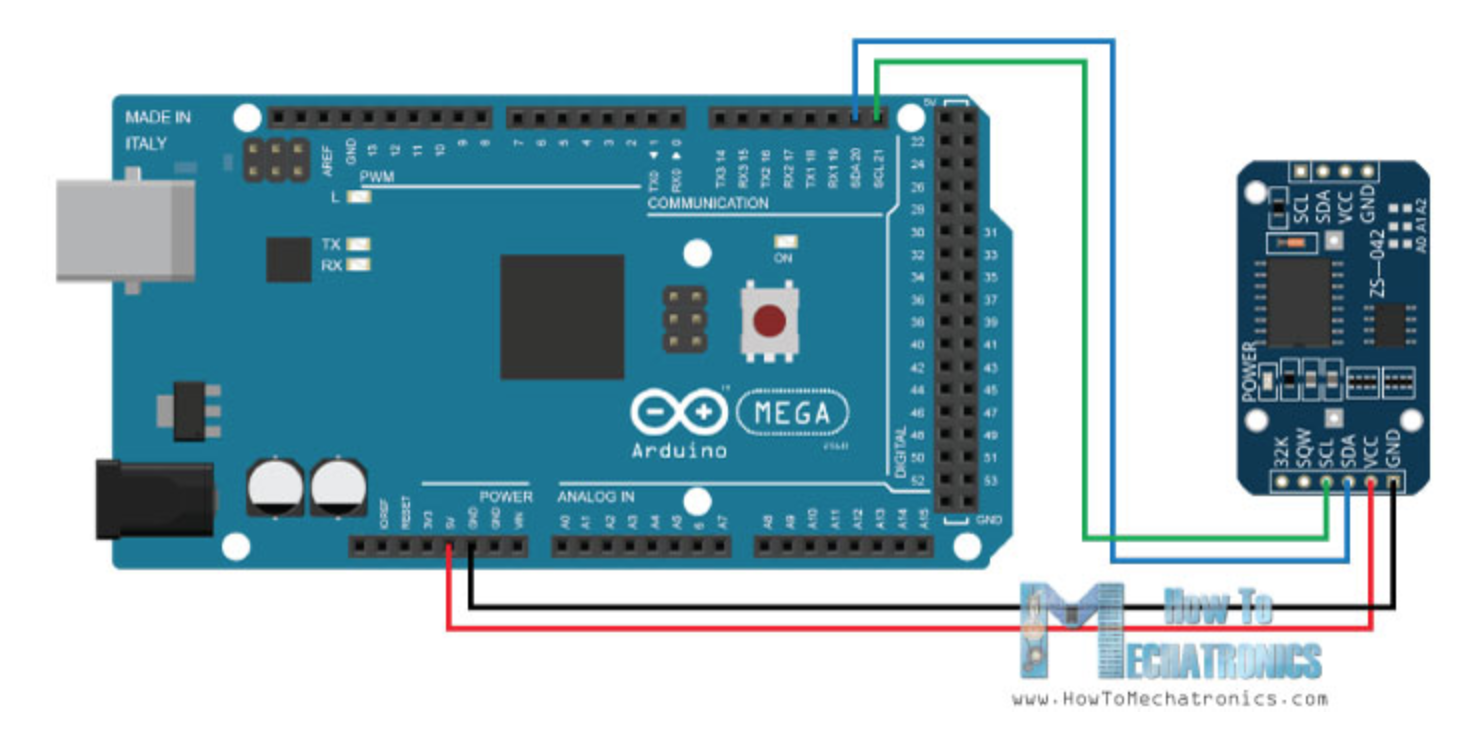 MADE IN
ITALY
AREF
GND
13
12
11
10
9
8
7
6
5
4
3
2
TX0 ◄ 1
RX0 ► 0
TX3 14
RX3 15
TX2 16
RX2 17
TX1 18
RX1 19
SDA 20
SCL 21
5V
PWM
COMMUNICATION
L
TX
RX
ON
22
24
26
28
30
32
34
36
38
40
42
44
46
48
50
52
31
33
35
37
39
41
43
45
47
49
51
53
DIGITAL
GND
MEGA
Arduino
POWER
ANALOG IN
IOREF
RESET
3V3
5V
GND
GND
VIN
A0
A1
A2
A3
A4
A5
6
A7
A8
A9
A10
A11
A12
A13
A14
A15
SCL
SDA
VCC
GND
A0 A1 A2
ZS-042
POWER
32K
SQW
SCL
SDA
VCC
GND
How To
MECHATRONICS
www.HowToMechatronics.com